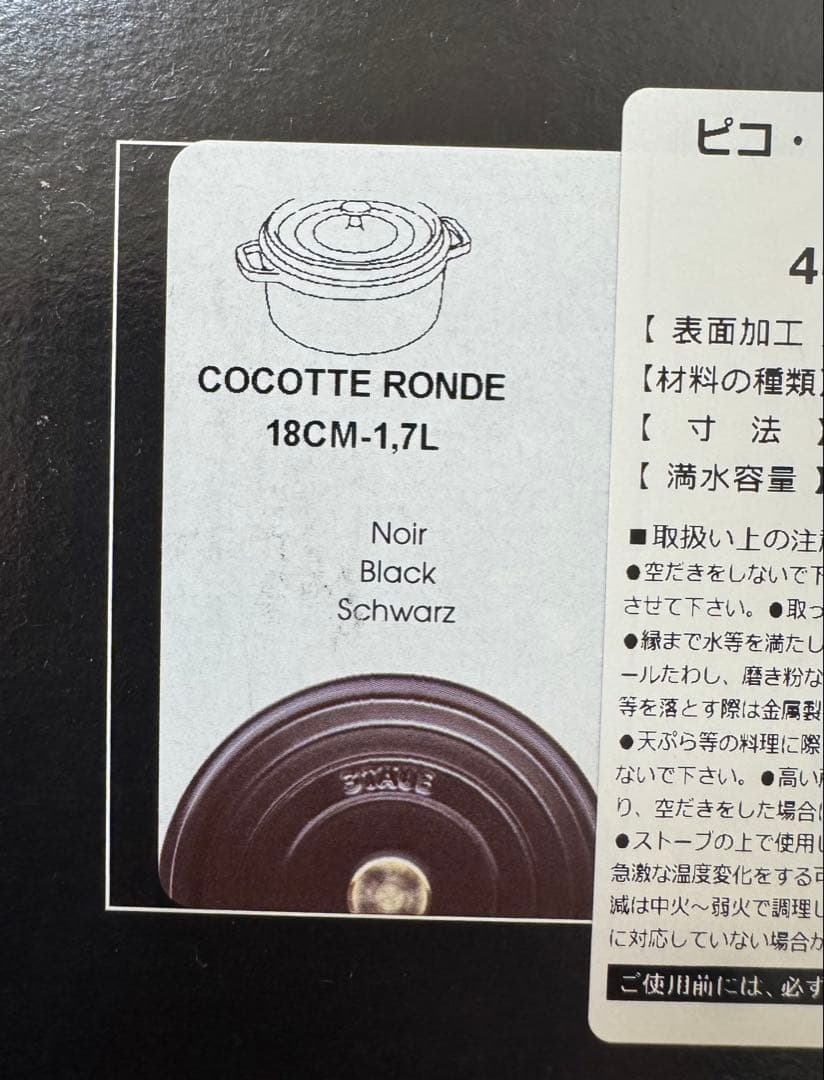 COCOTTE RONDE
18CM-1,7L
Noir
Black
Schwarz
STAUB
ピコ・
4
【 表面加工
【材料の種類】
【 寸 法 】
【 満水容量 】
■取扱い上の注
●空だきをしないで下
させて下さい。●取っ
●縁まで水等を満たし
ールたわし、磨き粉な
等を落とす際は金属製
●天ぷら等の料理に際
ないで下さい。●高い
り、空だきをした場合
●ストーブの上で使用し
急激な温度変化をする可
減は中火～弱火で調理し
に対応していない場合が
ご使用前には、必ず